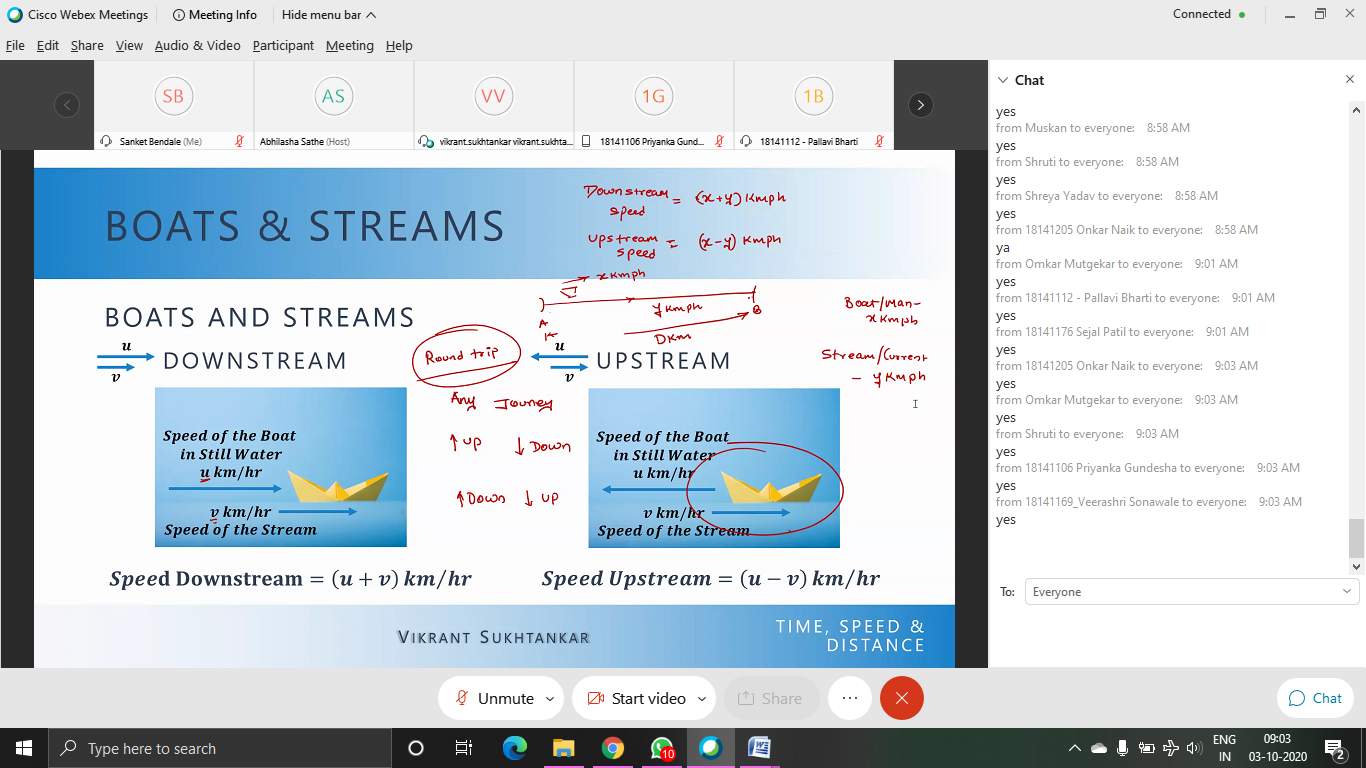 Cisco Webex Meetings
Meeting Info
Hide menu bar
Connected
File Edit Share View Audio & Video Participant Meeting Help
SB
AS
VV
1G
1B
Sanket Bendale (Me)
Abhilasha Sathe (Host)
vikrant.sukhtankar vikrant.sukhta...
18141106 Priyanka Gund...
18141112 - Pallavi Bharti
BOATS & STREAMS
Downstream speed = (x+y) Kmph
Upstream speed = (x-y) Kmph
x Kmph
y Kmph
A
B
D Km
Boat/Man-
x Kmph
Stream/Current
- y Kmph
BOATS AND STREAMS
u
v
DOWNSTREAM
Round trip
u
v
UPSTREAM
Any Journey
↑ UP ↓ Down
↑ Down ↓ UP
Speed of the Boat
in Still Water
u km/hr
v km/hr
Speed of the Stream
Speed of the Boat
in Still Water
u km/hr
v km/hr
Speed of the Stream
Speed Downstream = (u + v) km/hr
Speed Upstream = (u − v) km/hr
VIKRANT SUKHTANKAR
TIME, SPEED &
DISTANCE
Chat
yes
from Muskan to everyone: 8:58 AM
yes
from Shruti to everyone: 8:58 AM
yes
from Shreya Yadav to everyone: 8:58 AM
yes
from 18141205 Onkar Naik to everyone: 8:58 AM
ya
from Omkar Mutgekar to everyone: 9:01 AM
yes
from 18141112 - Pallavi Bharti to everyone: 9:01 AM
yes
from 18141176 Sejal Patil to everyone: 9:01 AM
yes
from 18141205 Onkar Naik to everyone: 9:03 AM
yes
from Omkar Mutgekar to everyone: 9:03 AM
yes
from Shruti to everyone: 9:03 AM
yes
from 18141106 Priyanka Gundesha to everyone: 9:03 AM
yes
from 18141169_Veerashri Sonawale to everyone: 9:03 AM
yes
To: Everyone
Unmute
Start video
Share
Chat
Type here to search
10
ENG
IN
09:03
03-10-2020
2